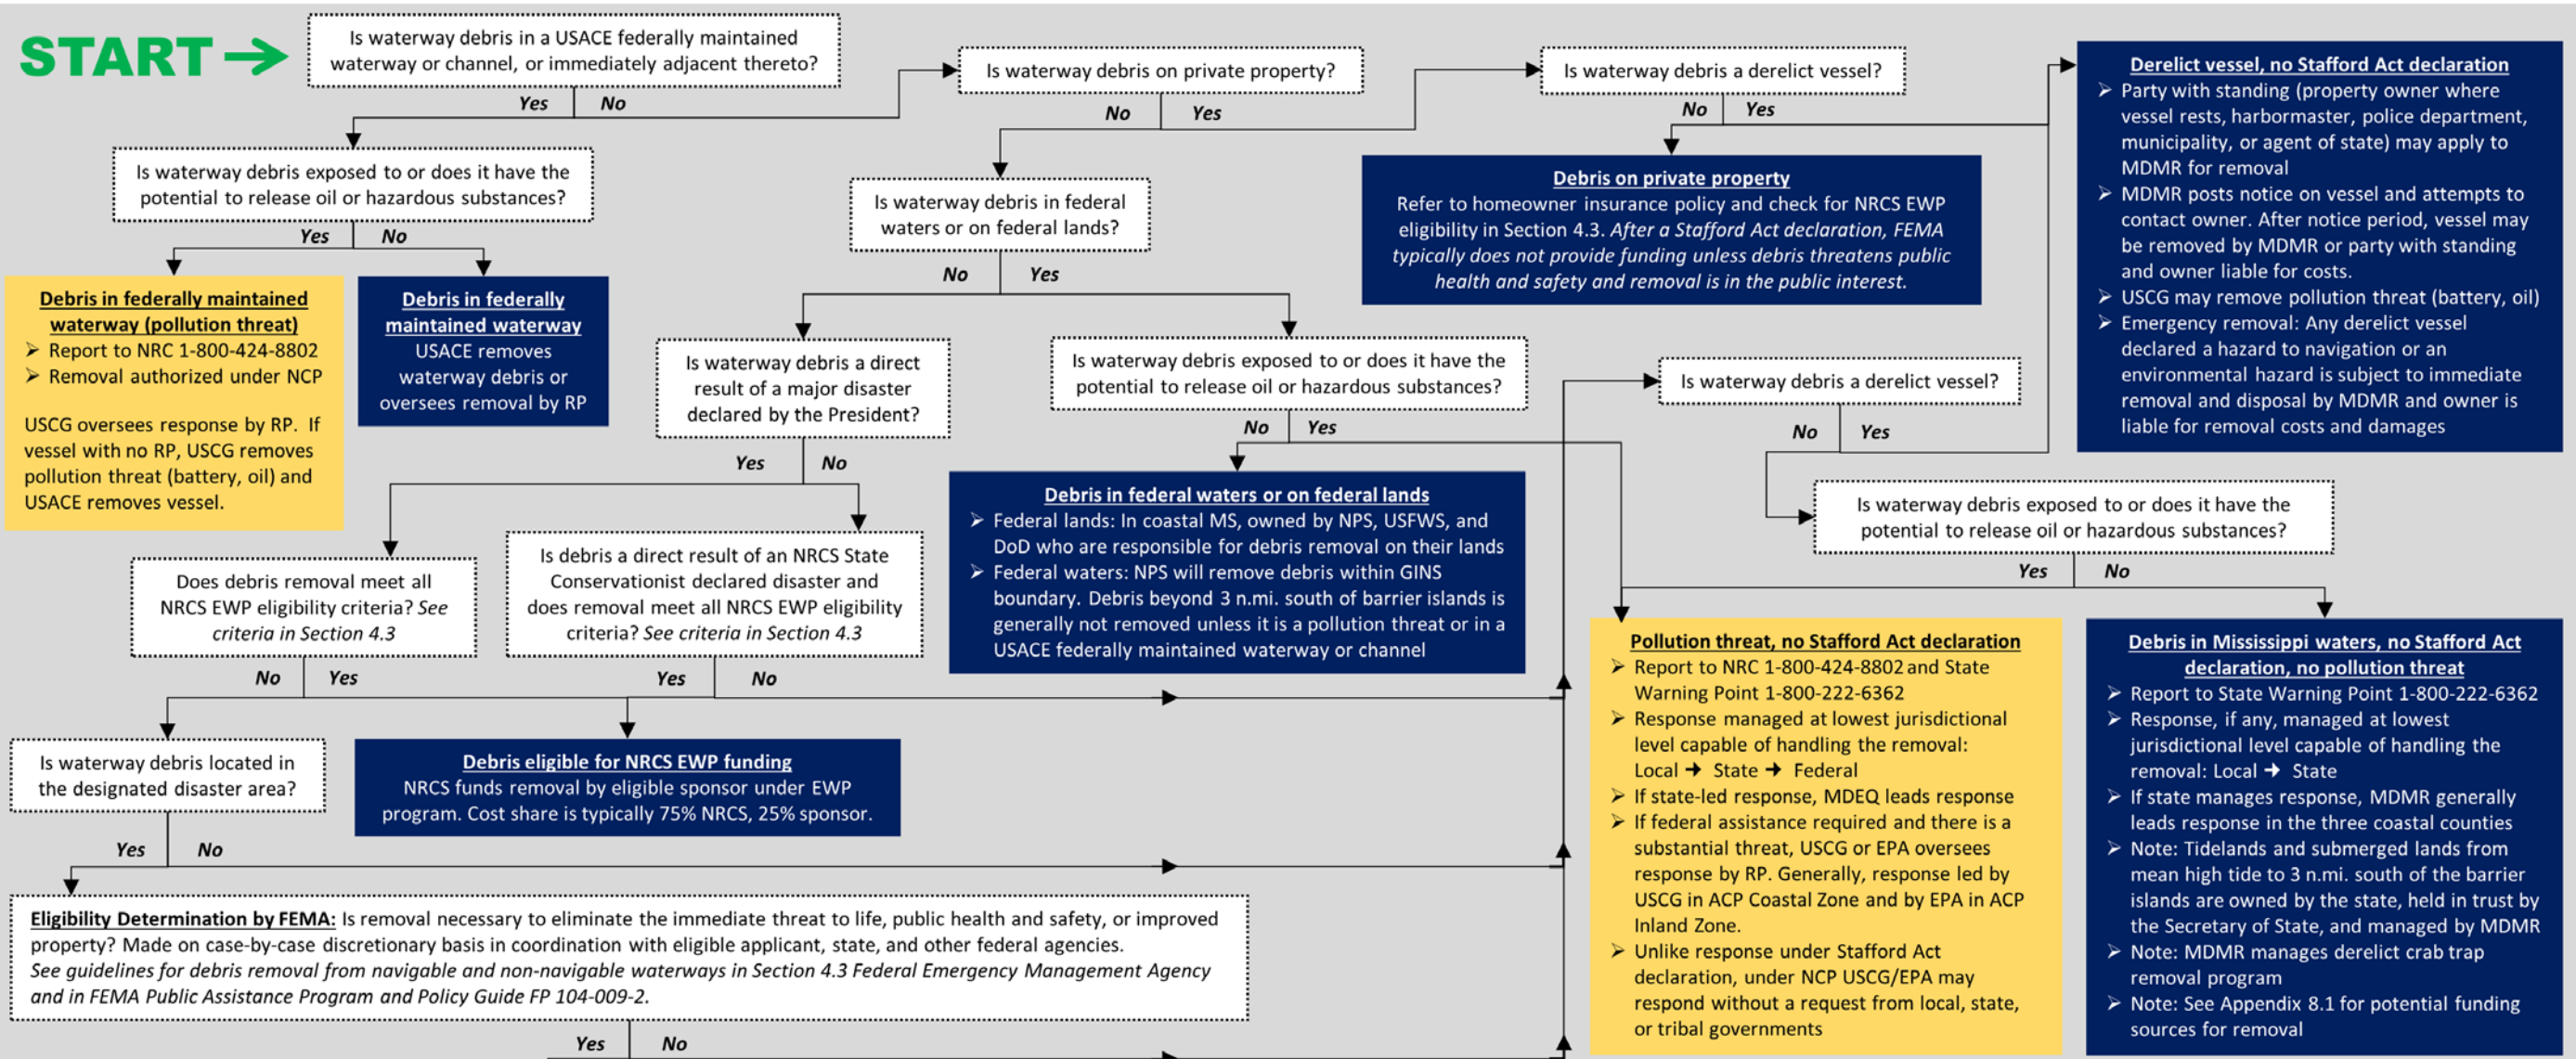 START
Is waterway debris in a USACE federally maintained
waterway or channel, or immediately adjacent thereto?
Yes
No
Is waterway debris on private property?
No
Yes
Is waterway debris a derelict vessel?
No
Yes
Derelict vessel, no Stafford Act declaration
➢ Party with standing (property owner where
vessel rests, harbormaster, police department,
municipality, or agent of state) may apply to
MDMR for removal
➢ MDMR posts notice on vessel and attempts to
contact owner. After notice period, vessel may
be removed by MDMR or party with standing
and owner liable for costs.
➢ USCG may remove pollution threat (battery, oil)
➢ Emergency removal: Any derelict vessel
declared a hazard to navigation or an
environmental hazard is subject to immediate
removal and disposal by MDMR and owner is
liable for removal costs and damages
Is waterway debris exposed to or does it have the
potential to release oil or hazardous substances?
Yes
No
Is waterway debris in federal
waters or on federal lands?
No
Yes
Debris on private property
Refer to homeowner insurance policy and check for NRCS EWP
eligibility in Section 4.3. After a Stafford Act declaration, FEMA
typically does not provide funding unless debris threatens public
health and safety and removal is in the public interest.
Debris in federally maintained
waterway (pollution threat)
➢ Report to NRC 1-800-424-8802
➢ Removal authorized under NCP
USCG oversees response by RP. If
vessel with no RP, USCG removes
pollution threat (battery, oil) and
USACE removes vessel.
Debris in federally
maintained waterway
USACE removes
waterway debris or
oversees removal by RP
Is waterway debris a direct
result of a major disaster
declared by the President?
Yes
No
Is waterway debris exposed to or does it have the
potential to release oil or hazardous substances?
No
Yes
Is waterway debris a derelict vessel?
No
Yes
Debris in federal waters or on federal lands
➢ Federal lands: In coastal MS, owned by NPS, USFWS, and
DoD who are responsible for debris removal on their lands
➢ Federal waters: NPS will remove debris within GINS
boundary. Debris beyond 3 n.mi. south of barrier islands is
generally not removed unless it is a pollution threat or in a
USACE federally maintained waterway or channel
Is waterway debris exposed to or does it have the
potential to release oil or hazardous substances?
Yes
No
Does debris removal meet all
NRCS EWP eligibility criteria? See
criteria in Section 4.3
No
Yes
Is debris a direct result of an NRCS State
Conservationist declared disaster and
does removal meet all NRCS EWP eligibility
criteria? See criteria in Section 4.3
Yes
No
Pollution threat, no Stafford Act declaration
➢ Report to NRC 1-800-424-8802 and State
Warning Point 1-800-222-6362
➢ Response managed at lowest jurisdictional
level capable of handling the removal:
Local → State → Federal
➢ If state-led response, MDEQ leads response
➢ If federal assistance required and there is a
substantial threat, USCG or EPA oversees
response by RP. Generally, response led by
USCG in ACP Coastal Zone and by EPA in ACP
Inland Zone.
➢ Unlike response under Stafford Act
declaration, under NCP USCG/EPA may
respond without a request from local, state,
or tribal governments
Debris in Mississippi waters, no Stafford Act
declaration, no pollution threat
➢ Report to State Warning Point 1-800-222-6362
➢ Response, if any, managed at lowest
jurisdictional level capable of handling the
removal: Local → State
➢ If state manages response, MDMR generally
leads response in the three coastal counties
➢ Note: Tidelands and submerged lands from
mean high tide to 3 n.mi. south of the barrier
islands are owned by the state, held in trust by
the Secretary of State, and managed by MDMR
➢ Note: MDMR manages derelict crab trap
removal program
➢ Note: See Appendix 8.1 for potential funding
sources for removal
Is waterway debris located in
the designated disaster area?
Yes
No
Debris eligible for NRCS EWP funding
NRCS funds removal by eligible sponsor under EWP
program. Cost share is typically 75% NRCS, 25% sponsor.
Eligibility Determination by FEMA: Is removal necessary to eliminate the immediate threat to life, public health and safety, or improved
property? Made on case-by-case discretionary basis in coordination with eligible applicant, state, and other federal agencies.
See guidelines for debris removal from navigable and non-navigable waterways in Section 4.3 Federal Emergency Management Agency
and in FEMA Public Assistance Program and Policy Guide FP 104-009-2.
Yes
No